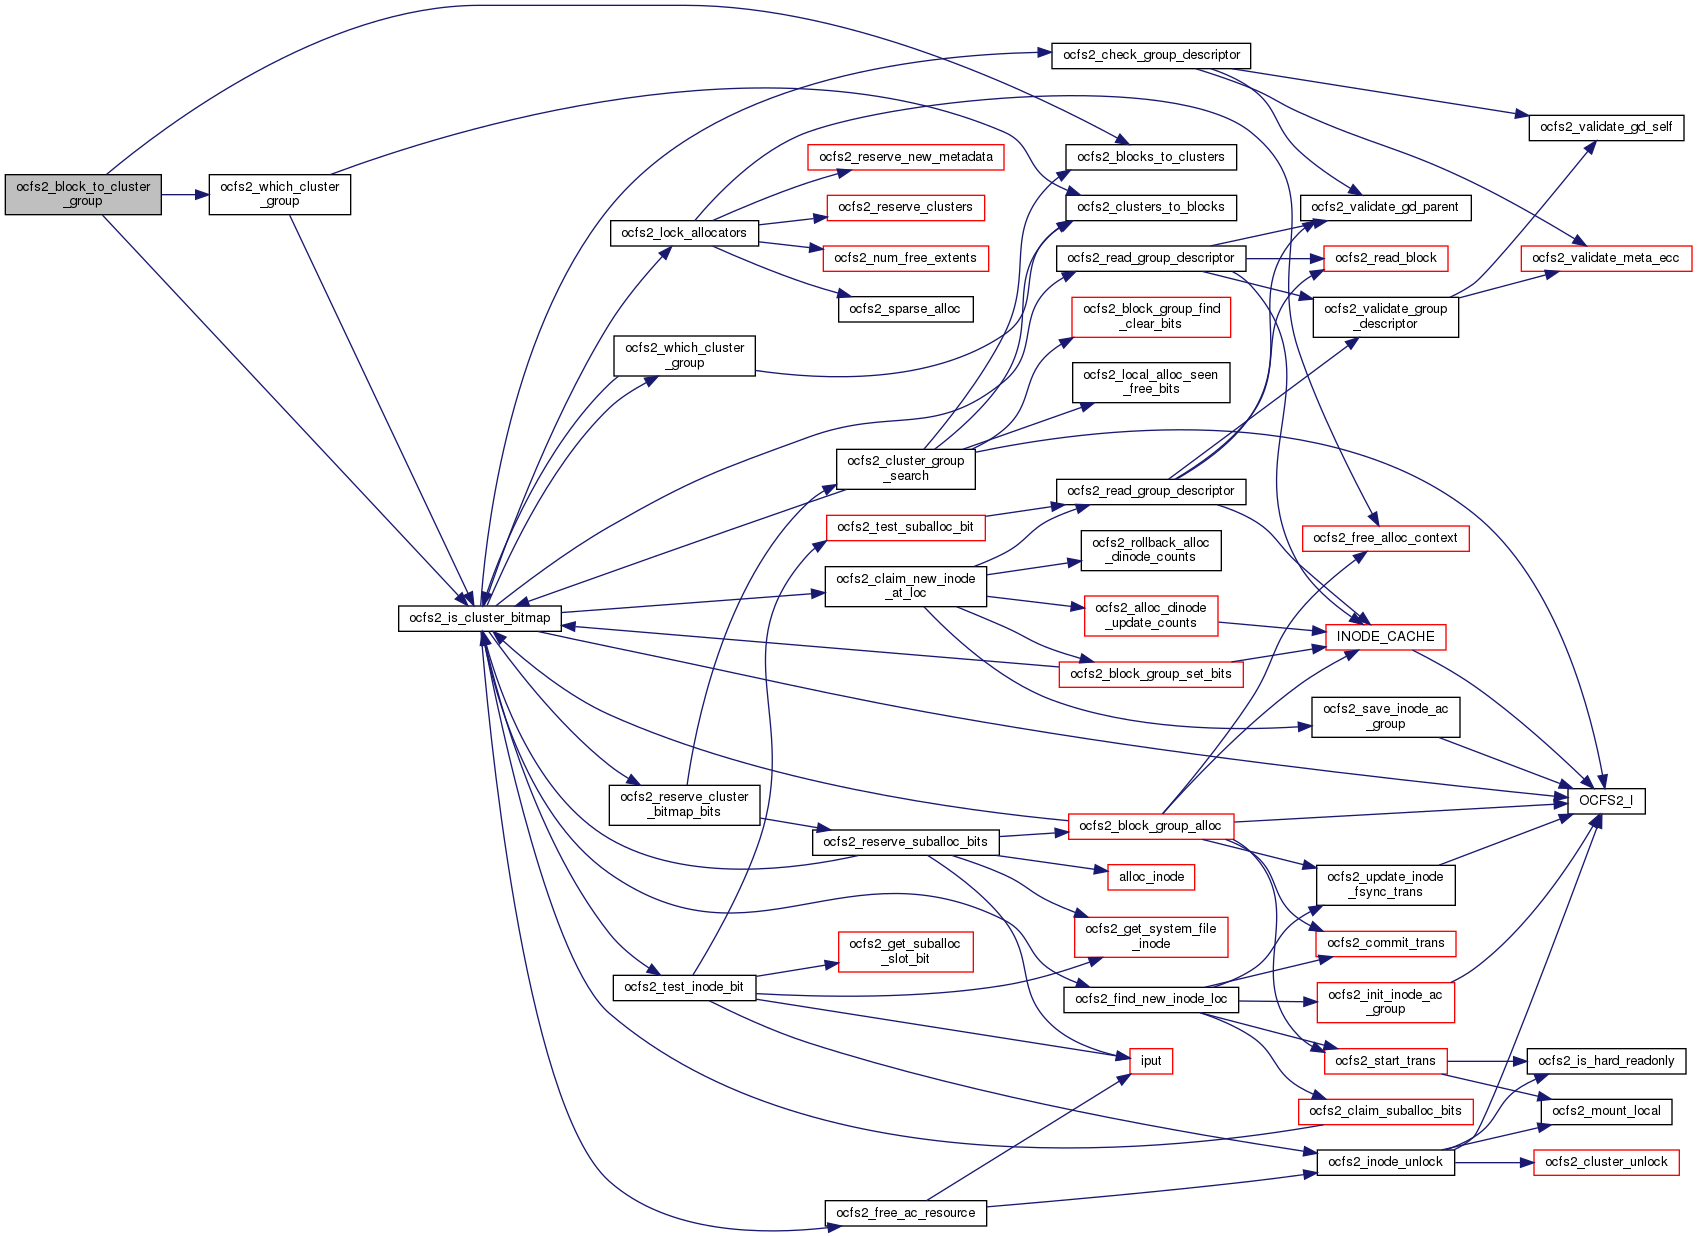 ocfs2_block_to_cluster
_group
ocfs2_which_cluster
_group
ocfs2_is_cluster_bitmap
ocfs2_lock_allocators
ocfs2_which_cluster
_group
ocfs2_reserve_cluster
_bitmap_bits
ocfs2_test_inode_bit
ocfs2_reserve_new_metadata
ocfs2_reserve_clusters
ocfs2_num_free_extents
ocfs2_sparse_alloc
ocfs2_cluster_group
_search
ocfs2_test_suballoc_bit
ocfs2_claim_new_inode
_at_loc
ocfs2_reserve_suballoc_bits
ocfs2_get_suballoc
_slot_bit
ocfs2_free_ac_resource
ocfs2_check_group_descriptor
ocfs2_blocks_to_clusters
ocfs2_clusters_to_blocks
ocfs2_read_group_descriptor
ocfs2_block_group_find
_clear_bits
ocfs2_local_alloc_seen
_free_bits
ocfs2_read_group_descriptor
ocfs2_rollback_alloc
_dinode_counts
ocfs2_alloc_dinode
_update_counts
ocfs2_block_group_set_bits
ocfs2_block_group_alloc
alloc_inode
ocfs2_get_system_file
_inode
ocfs2_find_new_inode_loc
iput
ocfs2_validate_gd_parent
ocfs2_read_block
ocfs2_validate_group
_descriptor
ocfs2_free_alloc_context
INODE_CACHE
ocfs2_save_inode_ac
_group
ocfs2_update_inode
_fsync_trans
ocfs2_commit_trans
ocfs2_init_inode_ac
_group
ocfs2_start_trans
ocfs2_claim_suballoc_bits
ocfs2_inode_unlock
ocfs2_validate_gd_self
ocfs2_validate_meta_ecc
OCFS2_I
ocfs2_is_hard_readonly
ocfs2_mount_local
ocfs2_cluster_unlock